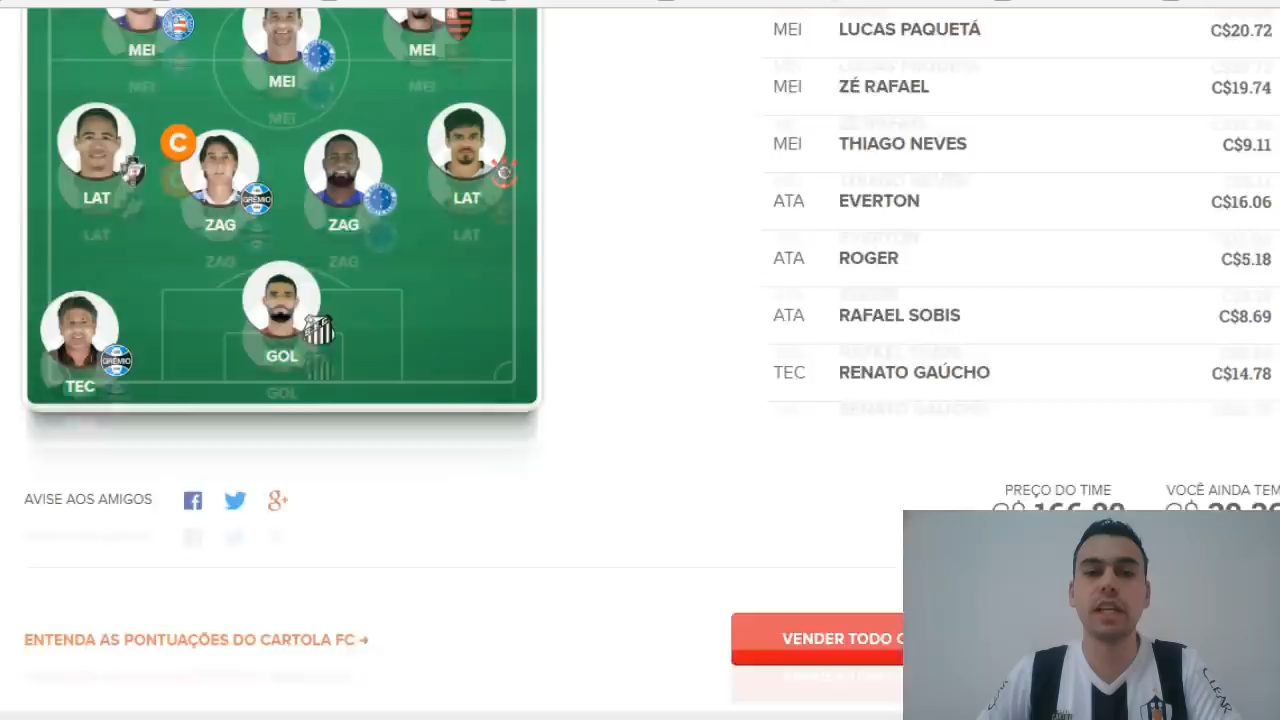 MEI
MEI
MEI
LAT
C
ZAG
GRÊMIO
ZAG
LAT
TEC
GRÊMIO
GOL
MEI LUCAS PAQUETÁ C$20.72
MEI ZÉ RAFAEL C$19.74
MEI THIAGO NEVES C$9.11
ATA EVERTON C$16.06
ATA ROGER C$5.18
ATA RAFAEL SOBIS C$8.69
TEC RENATO GAÚCHO C$14.78
AVISE AOS AMIGOS
PREÇO DO TIME VOCÊ AINDA TEM
ENTENDA AS PONTUAÇÕES DO CARTOLA FC
VENDER TODO
CLEAR